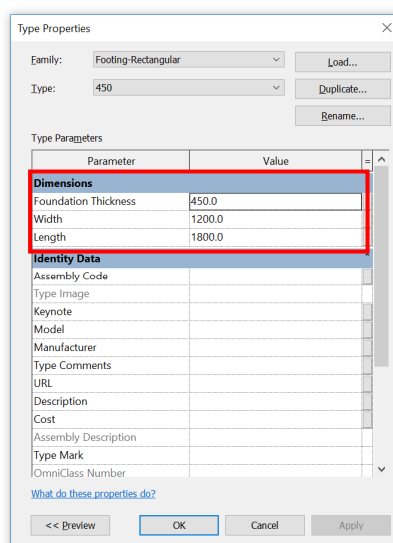 Type Properties
Family: Footing-Rectangular Load...
Type: 450 Duplicate...
Rename...
Type Parameters
Parameter Value =
Dimensions
Foundation Thickness 450.0
Width 1200.0
Length 1800.0
Identity Data
Assembly Code
Type Image
Keynote
Model
Manufacturer
Type Comments
URL
Description
Cost
Assembly Description
Type Mark
OmniClass Number
What do these properties do?
<< Preview OK Cancel Apply